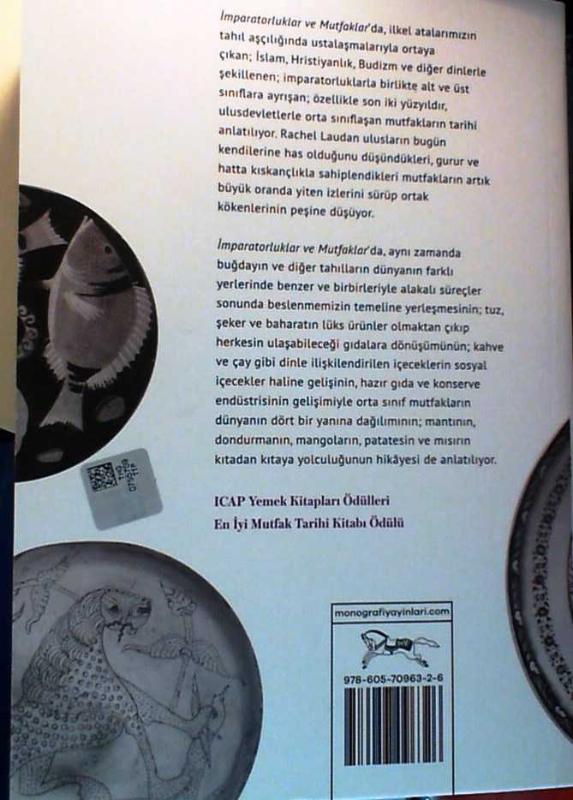 İmparatorluklar ve Mutfaklar'da, ilkel atalarımızın
tahıl aşçılığında ustalaşmalarıyla ortaya
çıkan; İslam, Hristiyanlık, Budizm ve diğer dinlerle
şekillenen; imparatorluklarla birlikte alt ve üst
sınıflara ayrışan; özellikle son iki yüzyıldır,
ulusdevletlerle orta sınıflaşan mutfakların tarihi
anlatılıyor. Rachel Laudan ulusların bugün
kendilerine has olduğunu düşündükleri, gurur ve
hatta kıskançlıkla sahiplendikleri mutfakların artık
büyük oranda yiten izlerini sürüp ortak
kökenlerinin peşine düşüyor.
İmparatorluklar ve Mutfaklar'da, aynı zamanda
buğdayın ve diğer tahılların dünyanın farklı
yerlerinde benzer ve birbirleriyle alakalı süreçler
sonunda beslenmemizin temeline yerleşmesinin; tuz,
şeker ve baharatın lüks ürünler olmaktan çıkıp
herkesin ulaşabileceği gıdalara dönüşümünün; kahve
ve çay gibi dinle ilişkilendirilen içeceklerin sosyal
içecekler haline gelişinin, hazır gıda ve konserve
endüstrisinin gelişimiyle orta sınıf mutfakların
dünyanın dört bir yanına dağılımının; mantının,
dondurmanın, mangoların, patatesin ve mısırın
kıtadan kıtaya yolculuğunun hikâyesi de anlatılıyor.
ICAP Yemek Kitapları Ödülleri
En İyi Mutfak Tarihi Kitabı Ödülü
monografiyayinlari.com
978-605-70963-2-6